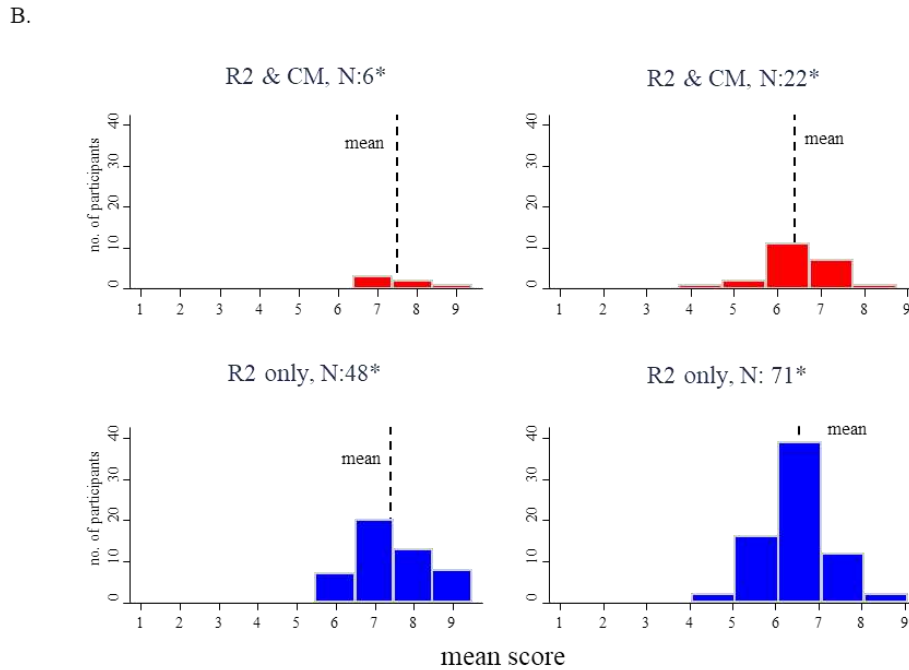 B.
R2 & CM, N:6*
R2 & CM, N:22*
no. of participants
0 10 20 30 40
mean
1 2 3 4 5 6 7 8 9
0 10 20 30 40
mean
1 2 3 4 5 6 7 8 9
R2 only, N:48*
R2 only, N: 71*
no. of participants
0 10 20 30 40
mean
1 2 3 4 5 6 7 8 9
0 10 20 30 40
mean
1 2 3 4 5 6 7 8 9
mean score